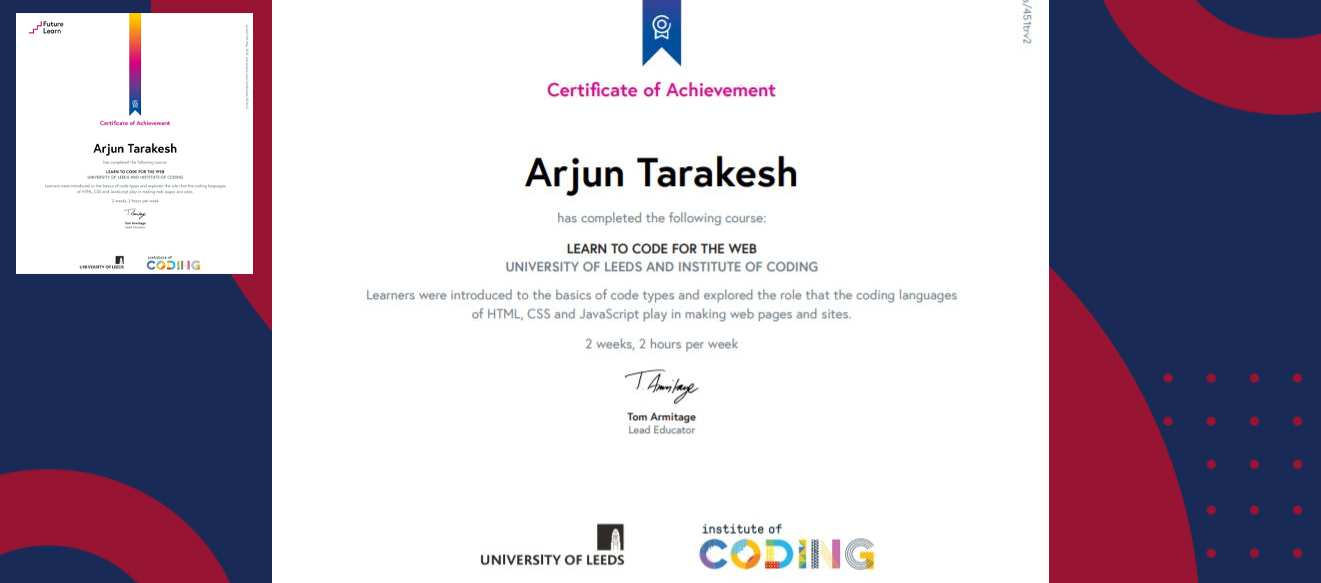 Future
Learn
Certificate of Achievement
Arjun Tarakesh
has completed the following course:
LEARN TO CODE FOR THE WEB
UNIVERSITY OF LEEDS AND INSTITUTE OF CODING
Learners were introduced to the basics of code types and explored the role that the coding languages
of HTML, CSS and JavaScript play in making web pages and sites.
2 weeks, 2 hours per week
Tom Armitage
Lead Educator
UNIVERSITY OF LEEDS
institute of
CODING
s/451trv2
Certificate of Achievement
Arjun Tarakesh
has completed the following course:
LEARN TO CODE FOR THE WEB
UNIVERSITY OF LEEDS AND INSTITUTE OF CODING
Learners were introduced to the basics of code types and explored the role that the coding languages
of HTML, CSS and JavaScript play in making web pages and sites.
2 weeks, 2 hours per week
T. Armitage
Tom Armitage
Lead Educator
UNIVERSITY OF LEEDS
institute of
CODING